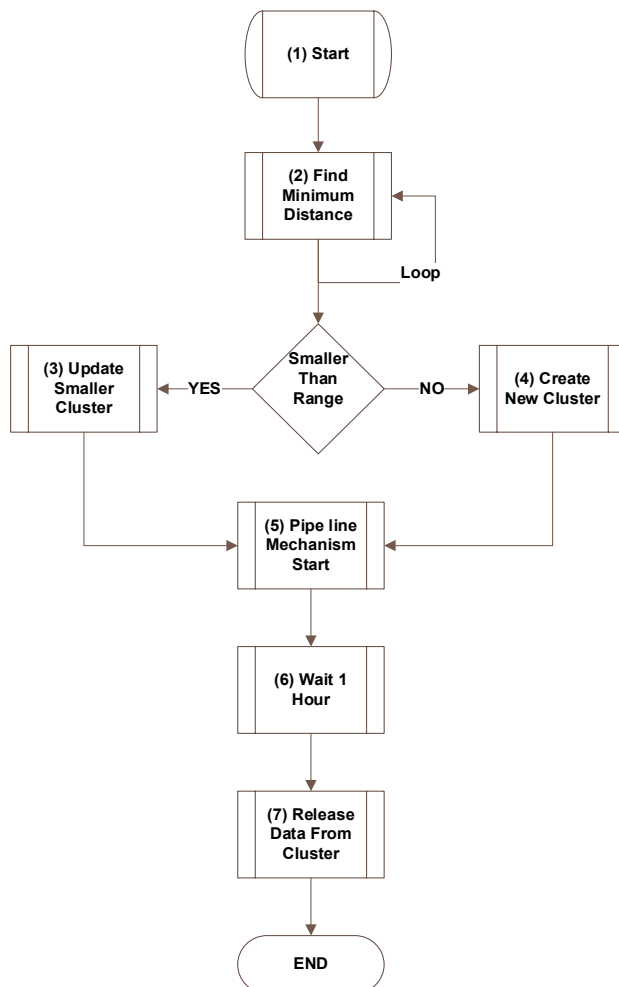 (1) Start
(2) Find
Minimum
Distance
Loop
Smaller
Than
Range
(3) Update
Smaller
Cluster
YES
NO
(4) Create
New Cluster
(5) Pipe line
Mechanism
Start
(6) Wait 1
Hour
(7) Release
Data From
Cluster
END